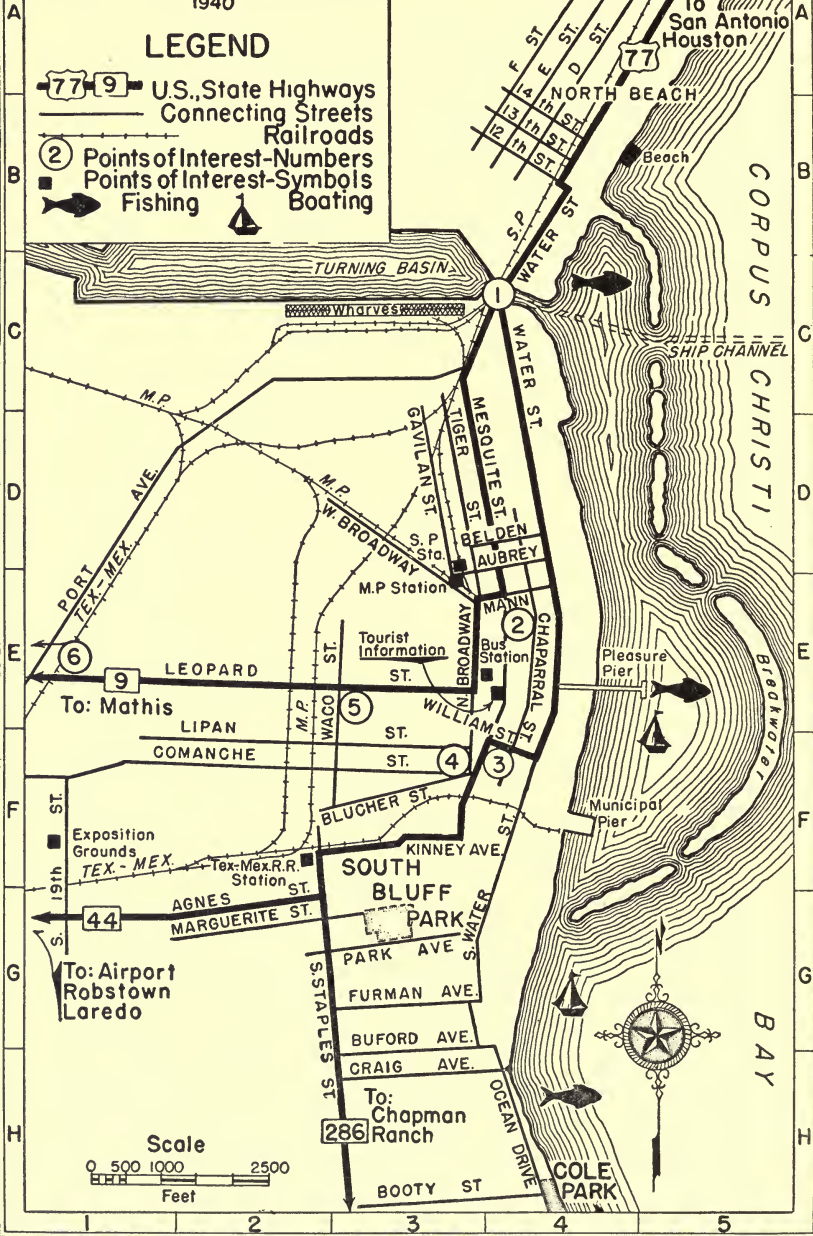 1940
LEGEND
77 9 U.S., State Highways
Connecting Streets
Railroads
2 Points of Interest-Numbers
Points of Interest-Symbols
Fishing Boating
A
B
C
D
E
F
G
H
A
B
C
D
E
F
G
H
To
San Antonio
Houston
77
F ST
E ST.
D ST.
14 th ST.
13 th ST.
12 th ST.
NORTH BEACH
Beach
S.P
WATER ST
CORPUS CHRISTI BAY
TURNING BASIN
Wharves
1
SHIP CHANNEL
WATER ST.
M.P.
GAVILAN ST.
TIGER ST.
MESQUITE ST.
M.P.
W. BROADWAY
PORT AVE.
TEX.-MEX.
BELDEN
S.P
Sta.
AUBREY
M.P Station
MANN
2
N. BROADWAY
CHAPARRAL ST.
Tourist
Information
Bus
Station
Pleasure
Pier
Breakwater
6
LEOPARD ST.
9
To: Mathis
WACO ST.
M.P.
5
WILLIAM ST.
LIPAN ST.
COMANCHE ST.
4
3
BLUCHER ST.
Municipal
Pier
S. 19th ST.
Exposition
Grounds
TEX.-MEX.
Tex-Mex.R.R.
Station
KINNEY AVE.
SOUTH
BLUFF
PARK
S. WATER ST.
AGNES ST.
44
MARGUERITE ST.
PARK AVE
To: Airport
Robstown
Laredo
S. STAPLES ST
FURMAN AVE.
BUFORD AVE.
CRAIG AVE.
To:
Chapman
Ranch
286
OCEAN DRIVE
BOOTY ST
COLE
PARK
Scale
0 500 1000 2500
Feet
1 2 3 4 5